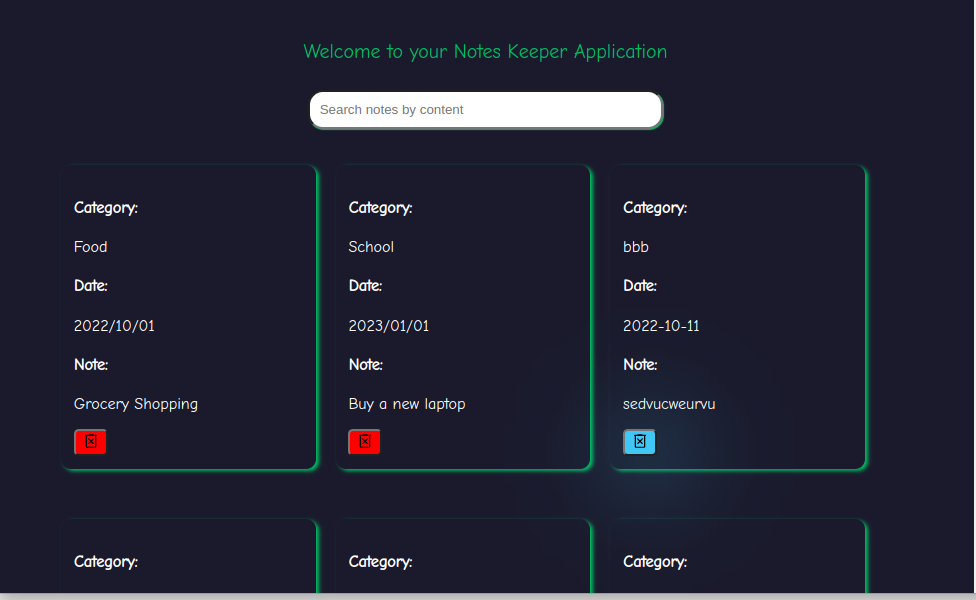 Welcome to your Notes Keeper Application
Search notes by content
Category:
Food
Date:
2022/10/01
Note:
Grocery Shopping
Category:
School
Date:
2023/01/01
Note:
Buy a new laptop
Category:
bbb
Date:
2022-10-11
Note:
sedvucweurvu
Category:
Category:
Category: